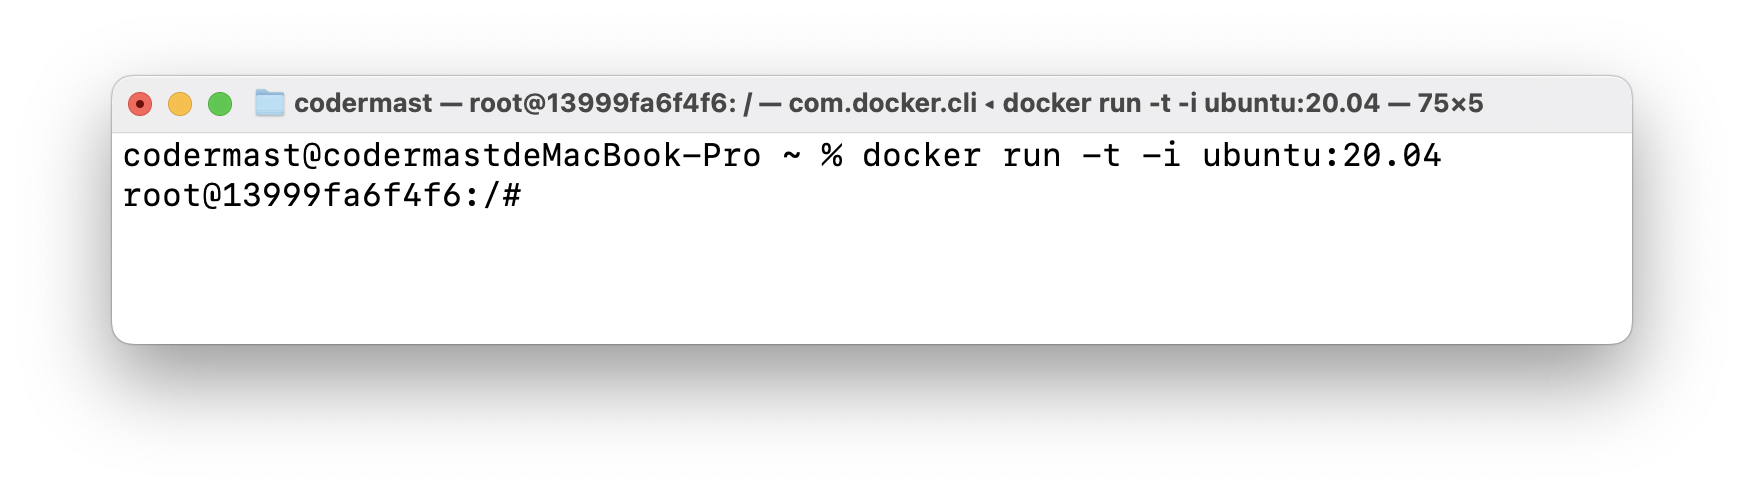 codermast — root@13999fa6f4f6: / — com.docker.cli ◂ docker run -t -i ubuntu:20.04 — 75×5
codermast@codermastdeMacBook-Pro ~ % docker run -t -i ubuntu:20.04
root@13999fa6f4f6:/#